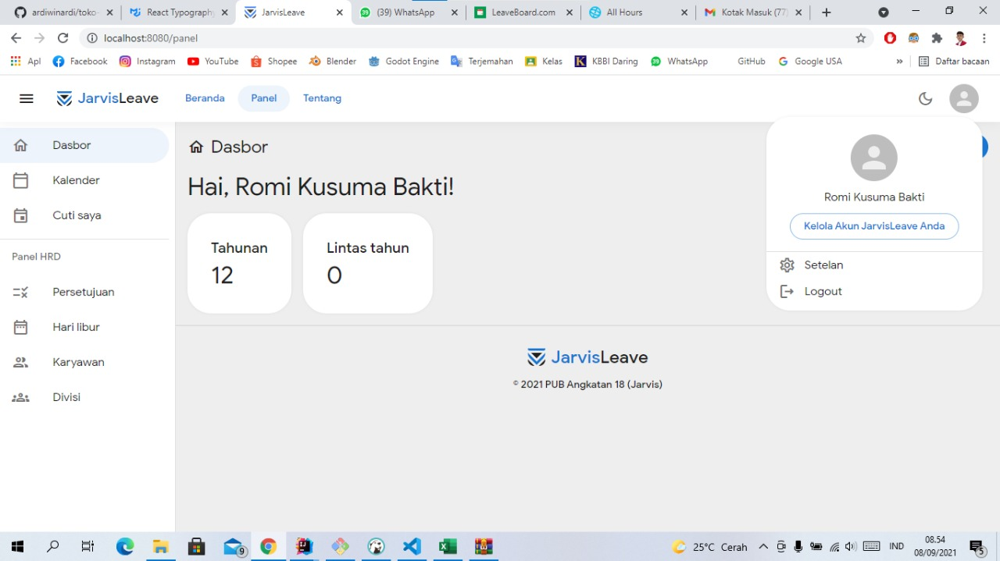 ardiwinardi/toko-
React Typography
JarvisLeave
(39) WhatsApp
LeaveBoard.com
All Hours
Kotak Masuk (77)
localhost:8080/panel
Apl
Facebook
Instagram
YouTube
Shopee
Blender
Godot Engine
Terjemahan
Kelas
KBBI Daring
WhatsApp
GitHub
Google USA
»
Daftar bacaan
JarvisLeave
Beranda
Panel
Tentang
Dasbor
Kalender
Cuti saya
Panel HRD
Persetujuan
Hari libur
Karyawan
Divisi
Dasbor
Hai, Romi Kusuma Bakti!
Tahunan
12
Lintas tahun
0
Romi Kusuma Bakti
Kelola Akun JarvisLeave Anda
Setelan
Logout
JarvisLeave
© 2021 PUB Angkatan 18 (Jarvis)
9
25°C Cerah
IND
08.54
08/09/2021
5